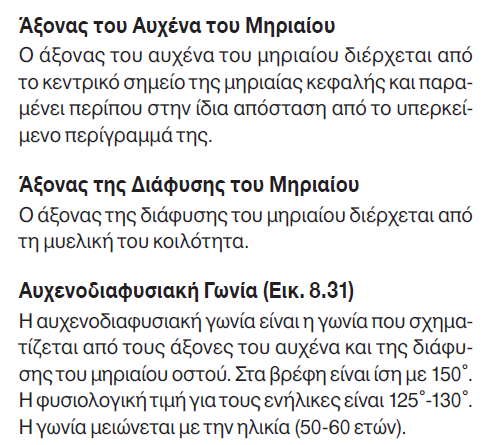 Άξονας του Αυχένα του Μηριαίου
Ο άξονας του αυχένα του μηριαίου διέρχεται από
το κεντρικό σημείο της μηριαίας κεφαλής και παρα-
μένει περίπου στην ίδια απόσταση από το υπερκεί-
μενο περίγραμμά της.
Άξονας της Διάφυσης του Μηριαίου
Ο άξονας της διάφυσης του μηριαίου διέρχεται από
τη μυελική του κοιλότητα.
Αυχενοδιαφυσιακή Γωνία (Εικ. 8.31)
Η αυχενοδιαφυσιακή γωνία είναι η γωνία που σχημα-
τίζεται από τους άξονες του αυχένα και της διάφυ-
σης του μηριαίου οστού. Στα βρέφη είναι ίση με 150˚.
Η φυσιολογική τιμή για τους ενήλικες είναι 125˚-130˚.
Η γωνία μειώνεται με την ηλικία (50-60 ετών).